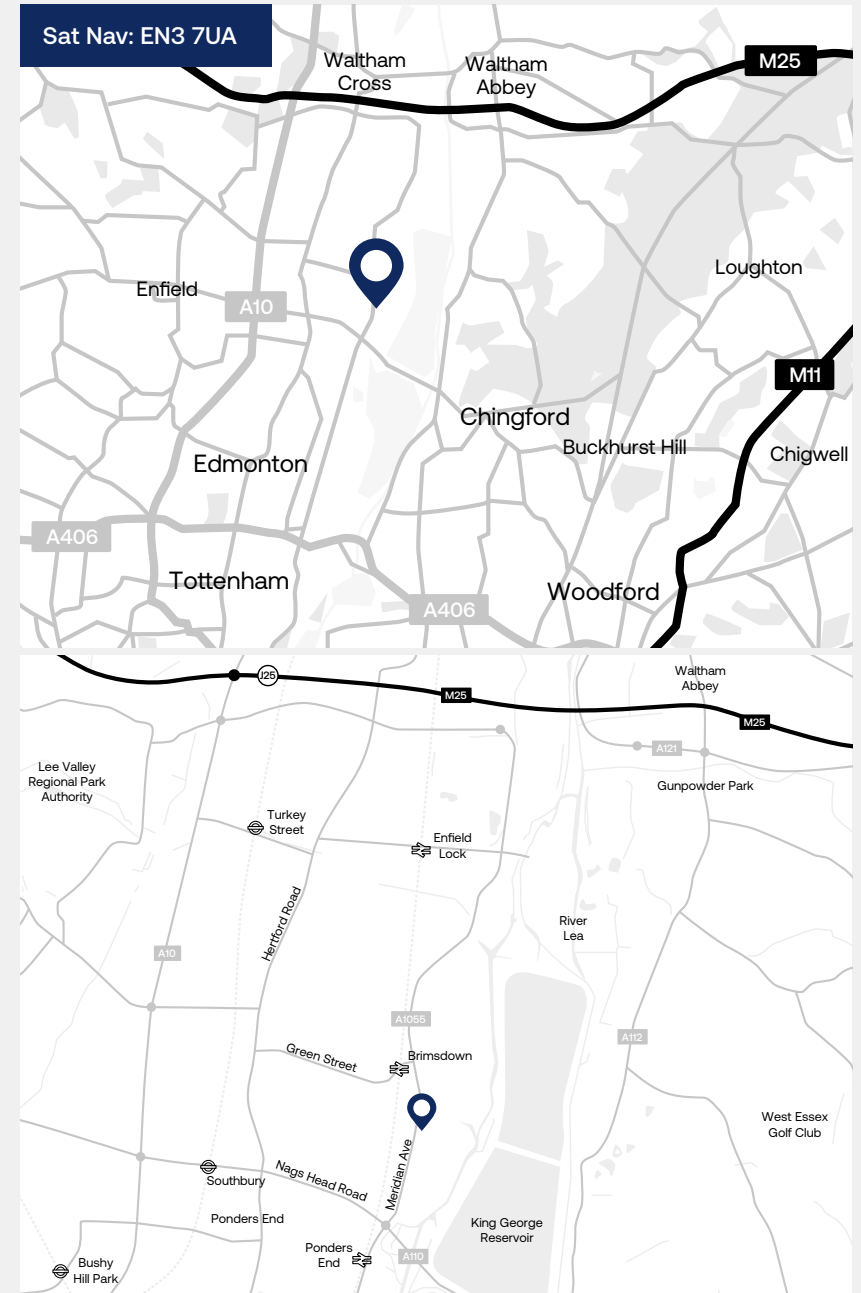 Sat Nav: EN3 7UA
Waltham
Cross
Waltham
Abbey
M25
Loughton
Enfield
A10
M11
Chingford
Buckhurst Hill
Chigwell
Edmonton
A406
Tottenham
Woodford
A406
J25
Waltham
Abbey
M25
M25
A121
Lee Valley
Regional Park
Authority
Gunpowder Park
Turkey
Street
Enfield
Lock
Hertford Road
River
Lea
A10
A1055
A112
Green Street
Brimsdown
West Essex
Golf Club
Meridian Ave
Nags Head Road
Southbury
Ponders End
King George
Reservoir
Ponders
End
A110
Bushy
Hill Park